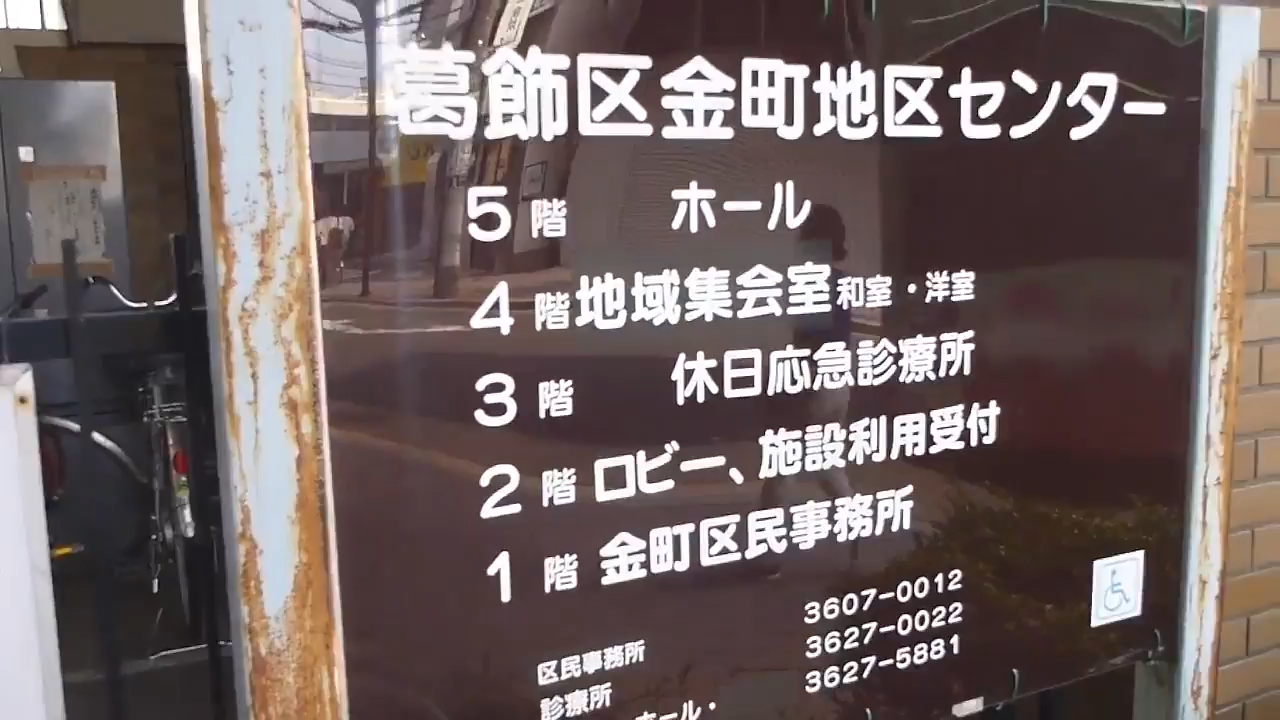 葛飾区金町地区センター
5階 ホール
4階 地域集会室 和室・洋室
3階 休日応急診療所
2階 ロビー、施設利用受付
1階 金町区民事務所
区民事務所 3607-0012
診療所 3627-0022
ホール・ 3627-5881